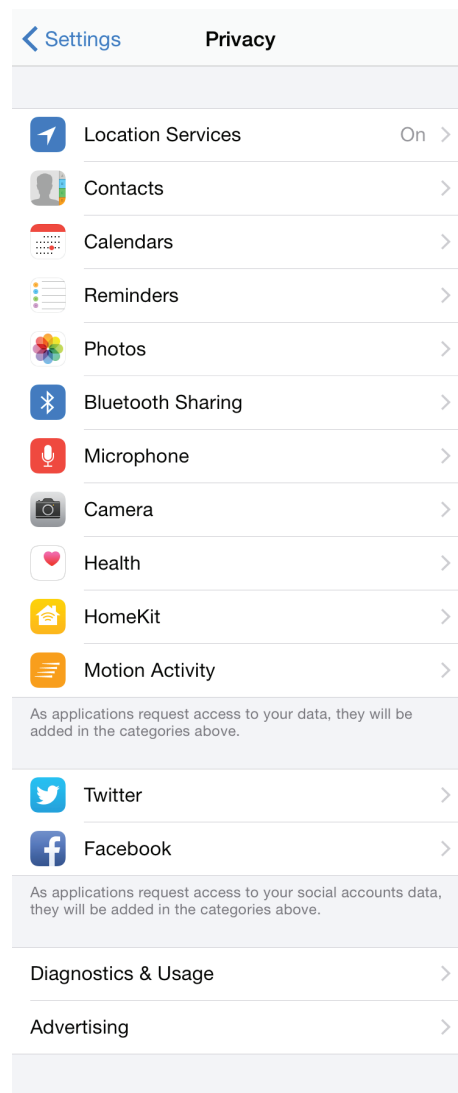 Settings
Privacy
Location Services On
Contacts
Calendars
Reminders
Photos
Bluetooth Sharing
Microphone
Camera
Health
HomeKit
Motion Activity
As applications request access to your data, they will be
added in the categories above.
Twitter
Facebook
As applications request access to your social accounts data,
they will be added in the categories above.
Diagnostics & Usage
Advertising